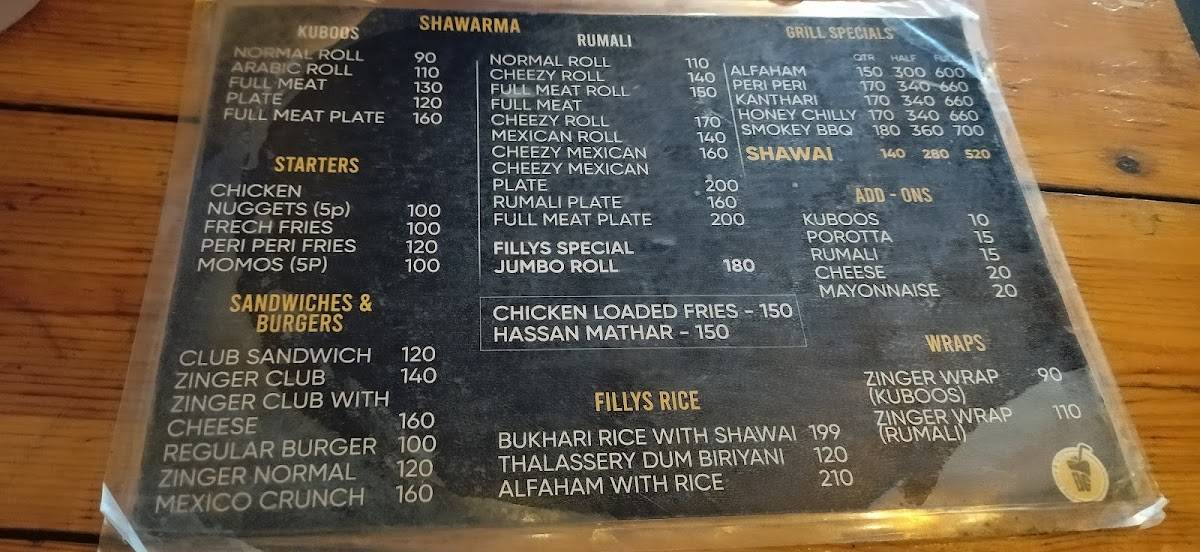 SHAWARMA
KUBOOS
NORMAL ROLL 90
ARABIC ROLL 110
FULL MEAT 130
PLATE 120
FULL MEAT PLATE 160
STARTERS
CHICKEN
NUGGETS (5p) 100
FRECH FRIES 100
PERI PERI FRIES 120
MOMOS (5P) 100
SANDWICHES &
BURGERS
CLUB SANDWICH 120
ZINGER CLUB 140
ZINGER CLUB WITH
CHEESE 160
REGULAR BURGER 100
ZINGER NORMAL 120
MEXICO CRUNCH 160
RUMALI
NORMAL ROLL 110
CHEEZY ROLL 140
FULL MEAT ROLL 150
FULL MEAT
CHEEZY ROLL 170
MEXICAN ROLL 140
CHEEZY MEXICAN 160
CHEEZY MEXICAN
PLATE 200
RUMALI PLATE 160
FULL MEAT PLATE 200
FILLYS SPECIAL
JUMBO ROLL 180
CHICKEN LOADED FRIES - 150
HASSAN MATHAR - 150
FILLYS RICE
BUKHARI RICE WITH SHAWAI 199
THALASSERY DUM BIRIYANI 120
ALFAHAM WITH RICE 210
GRILL SPECIALS
QTR HALF FULL
ALFAHAM 150 300 600
PERI PERI 170 340 660
KANTHARI 170 340 660
HONEY CHILLY 170 340 660
SMOKEY BBQ 180 360 700
SHAWAI 140 280 520
ADD - ONS
KUBOOS 10
POROTTA 15
RUMALI 15
CHEESE 20
MAYONNAISE 20
WRAPS
ZINGER WRAP 90
(KUBOOS)
ZINGER WRAP 110
(RUMALI)